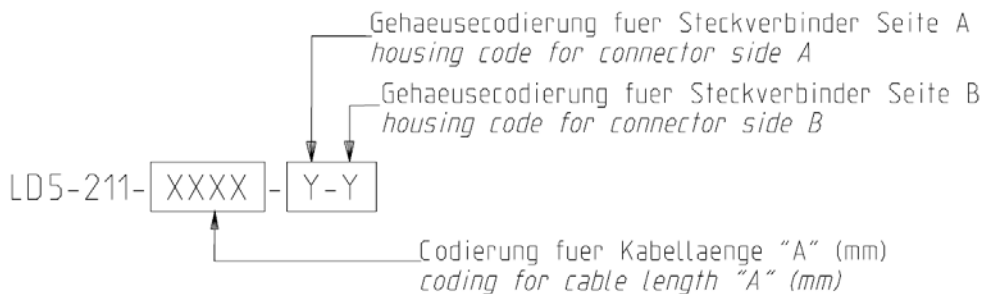 Gehaeusecodierung fuer Steckverbinder Seite A
housing code for connector side A
Gehaeusecodierung fuer Steckverbinder Seite B
housing code for connector side B
LD5-211-XXXX-Y-Y
Codierung fuer Kabellaenge "A" (mm)
coding for cable length "A" (mm)